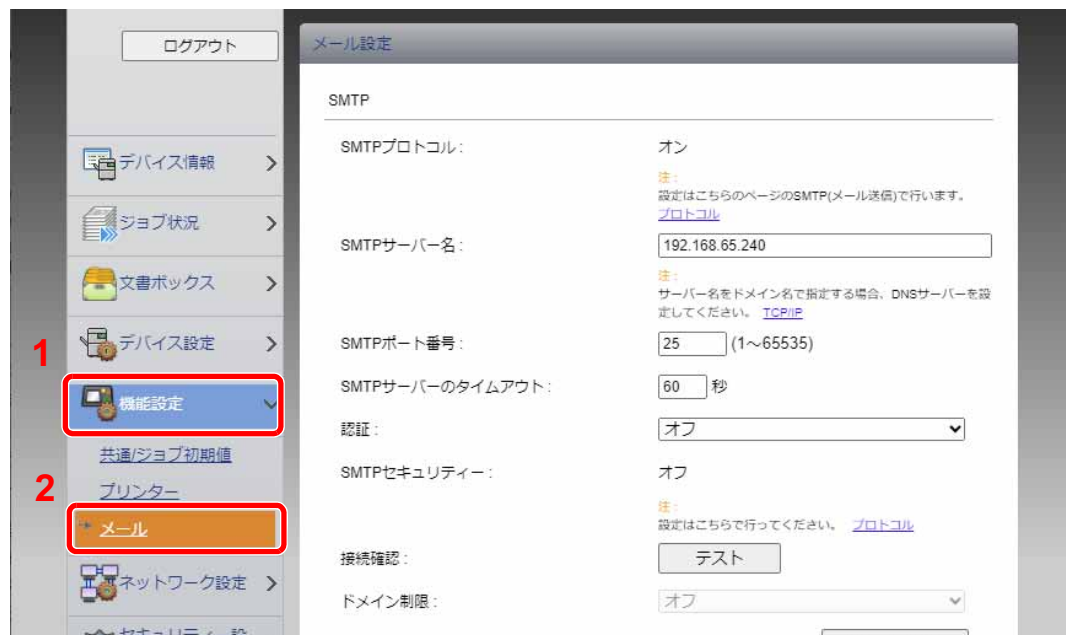 ログアウト
デバイス情報
ジョブ状況
文書ボックス
1
デバイス設定
機能設定
共通/ジョブ初期値
2
プリンター
メール
ネットワーク設定
メール設定
SMTP
SMTPプロトコル: オン
注:
設定はこちらのページのSMTP(メール送信)で行います。
プロトコル
SMTPサーバー名: 192.168.65.240
注:
サーバー名をドメイン名で指定する場合、DNSサーバーを設
定してください。 TCP/IP
SMTPポート番号: 25 (1~65535)
SMTPサーバーのタイムアウト: 60 秒
認証: オフ
SMTPセキュリティー: オフ
注:
設定はこちらで行ってください。 プロトコル
接続確認: テスト
ドメイン制限: オフ